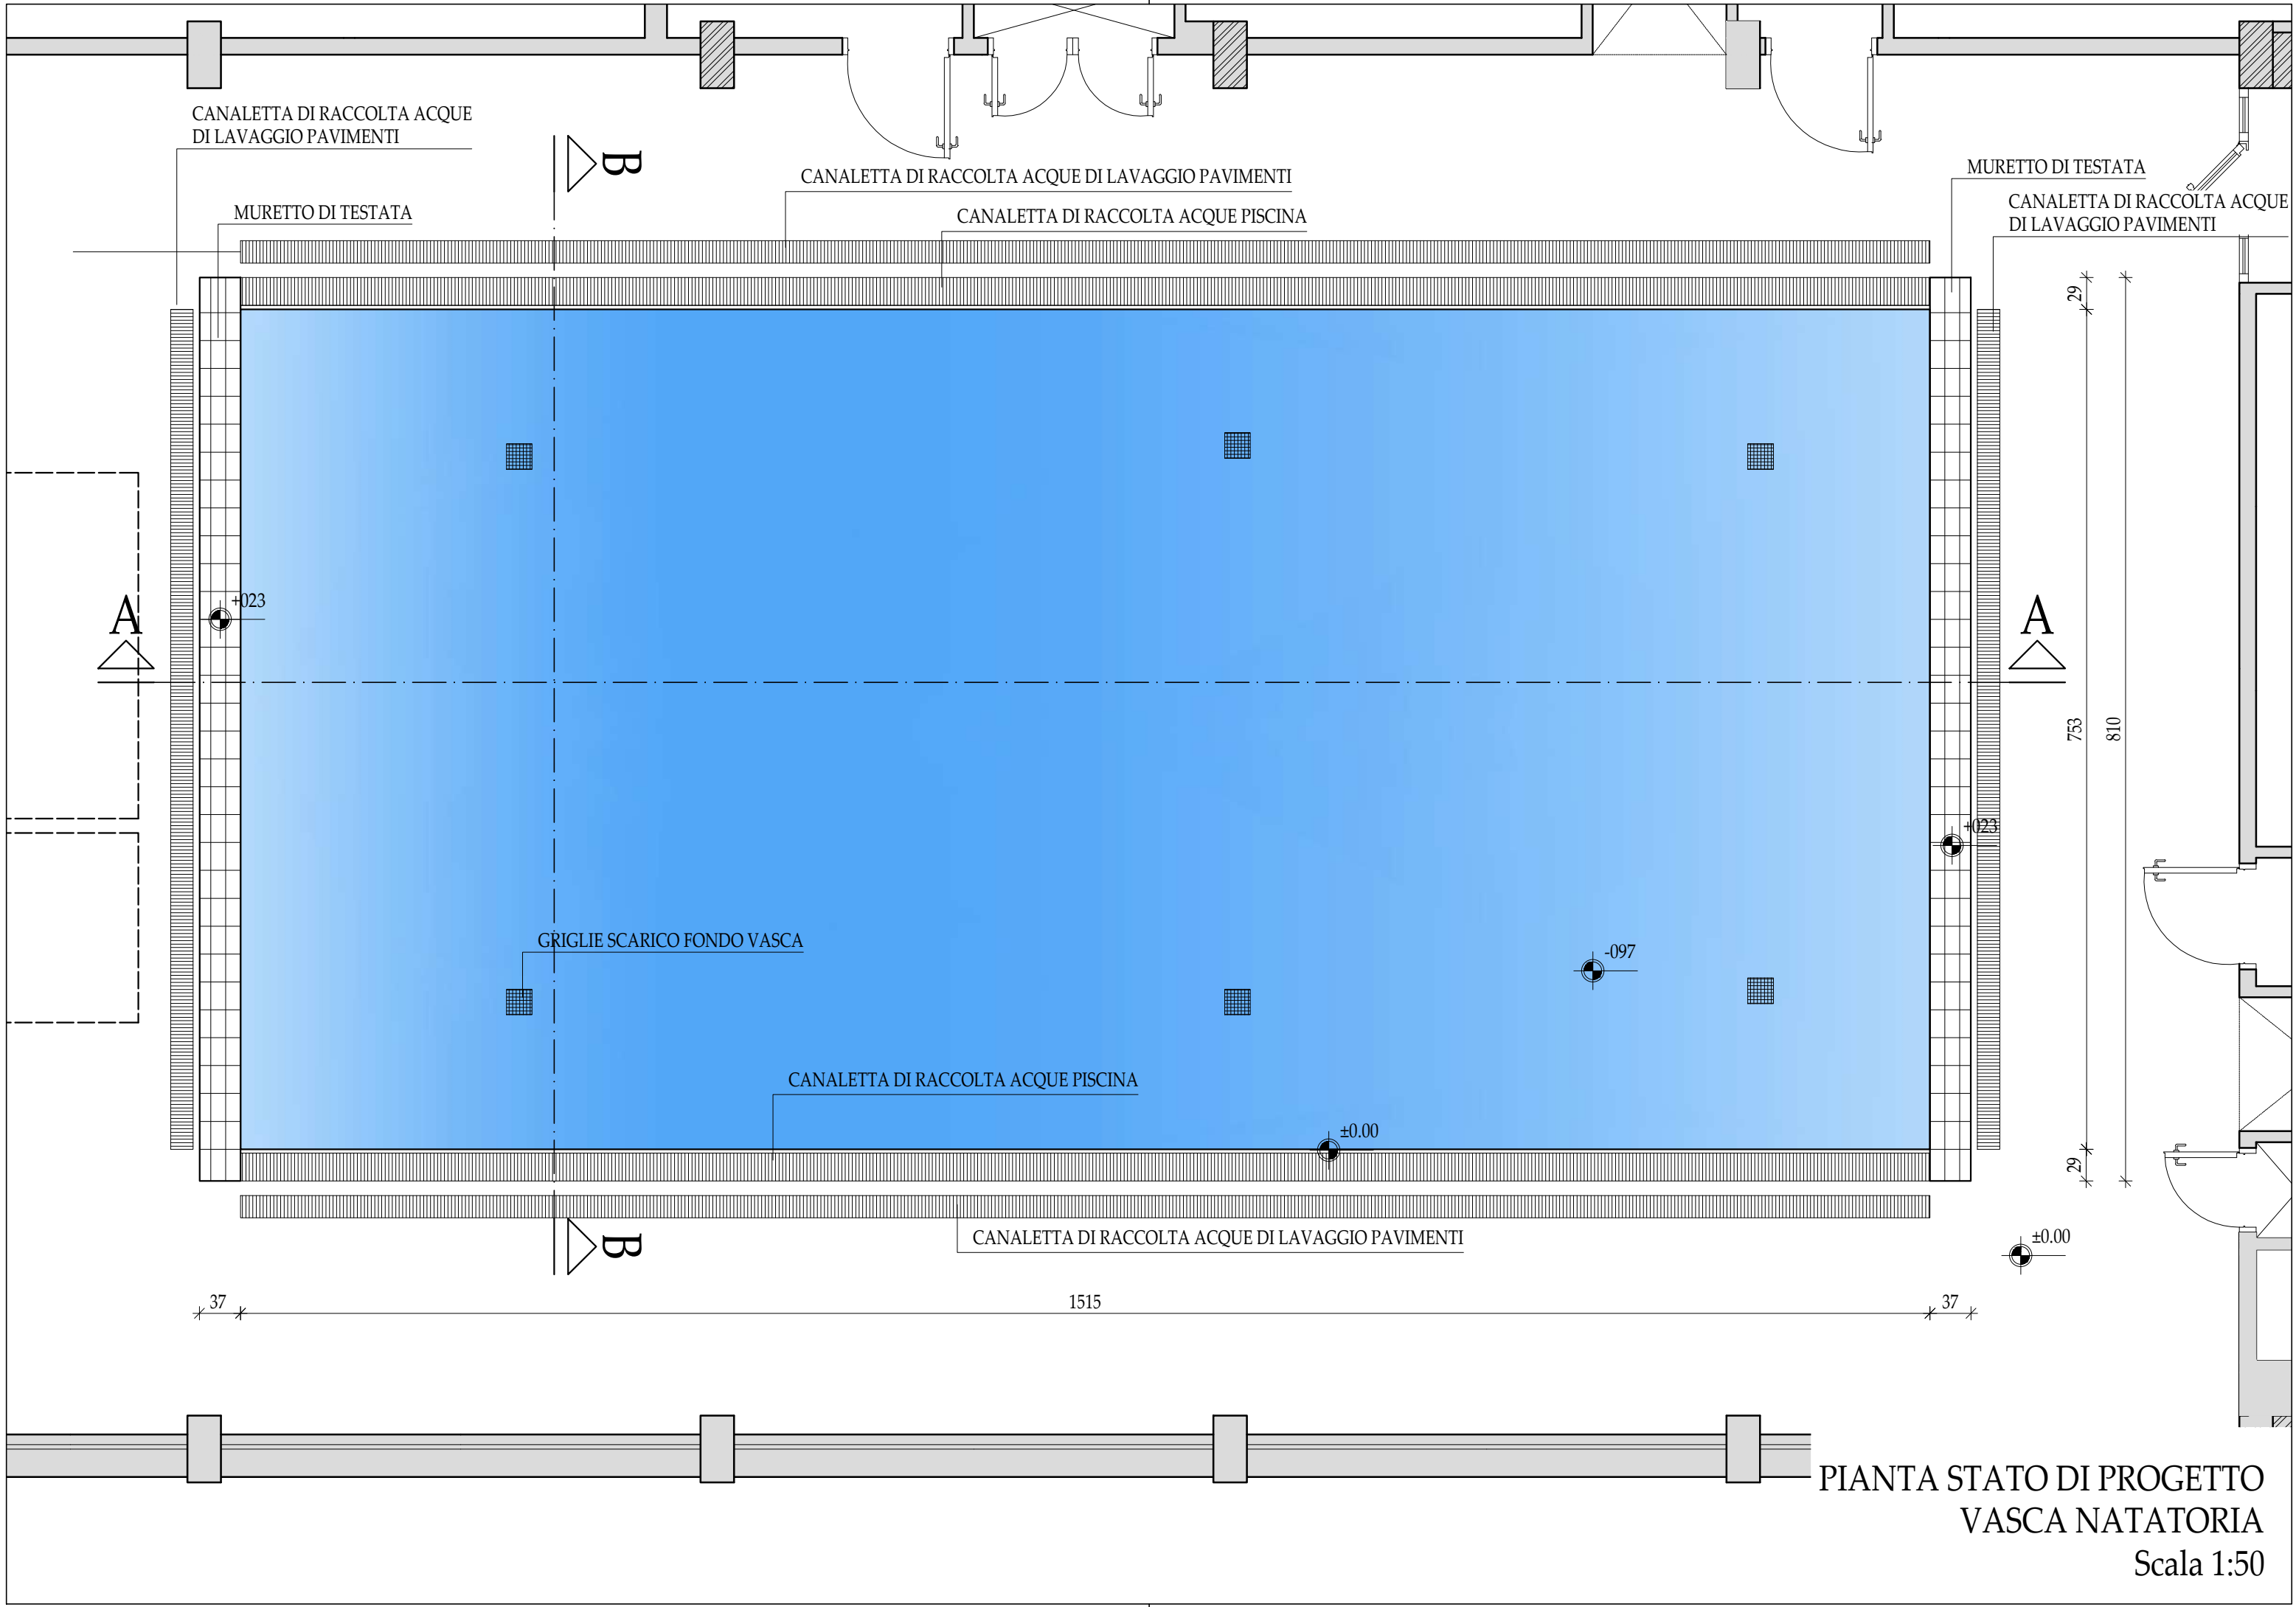 CANALETTA DI RACCOLTA ACQUE
DI LAVAGGIO PAVIMENTI
B
CANALETTA DI RACCOLTA ACQUE DI LAVAGGIO PAVIMENTI
MURETTO DI TESTATA
MURETTO DI TESTATA
CANALETTA DI RACCOLTA ACQUE PISCINA
CANALETTA DI RACCOLTA ACQUE
DI LAVAGGIO PAVIMENTI
29
+023
A
A
753
810
+023
GRIGLIE SCARICO FONDO VASCA
-097
CANALETTA DI RACCOLTA ACQUE PISCINA
±0.00
29
B
CANALETTA DI RACCOLTA ACQUE DI LAVAGGIO PAVIMENTI
±0.00
37
1515
37
PIANTA STATO DI PROGETTO
VASCA NATATORIA
Scala 1:50